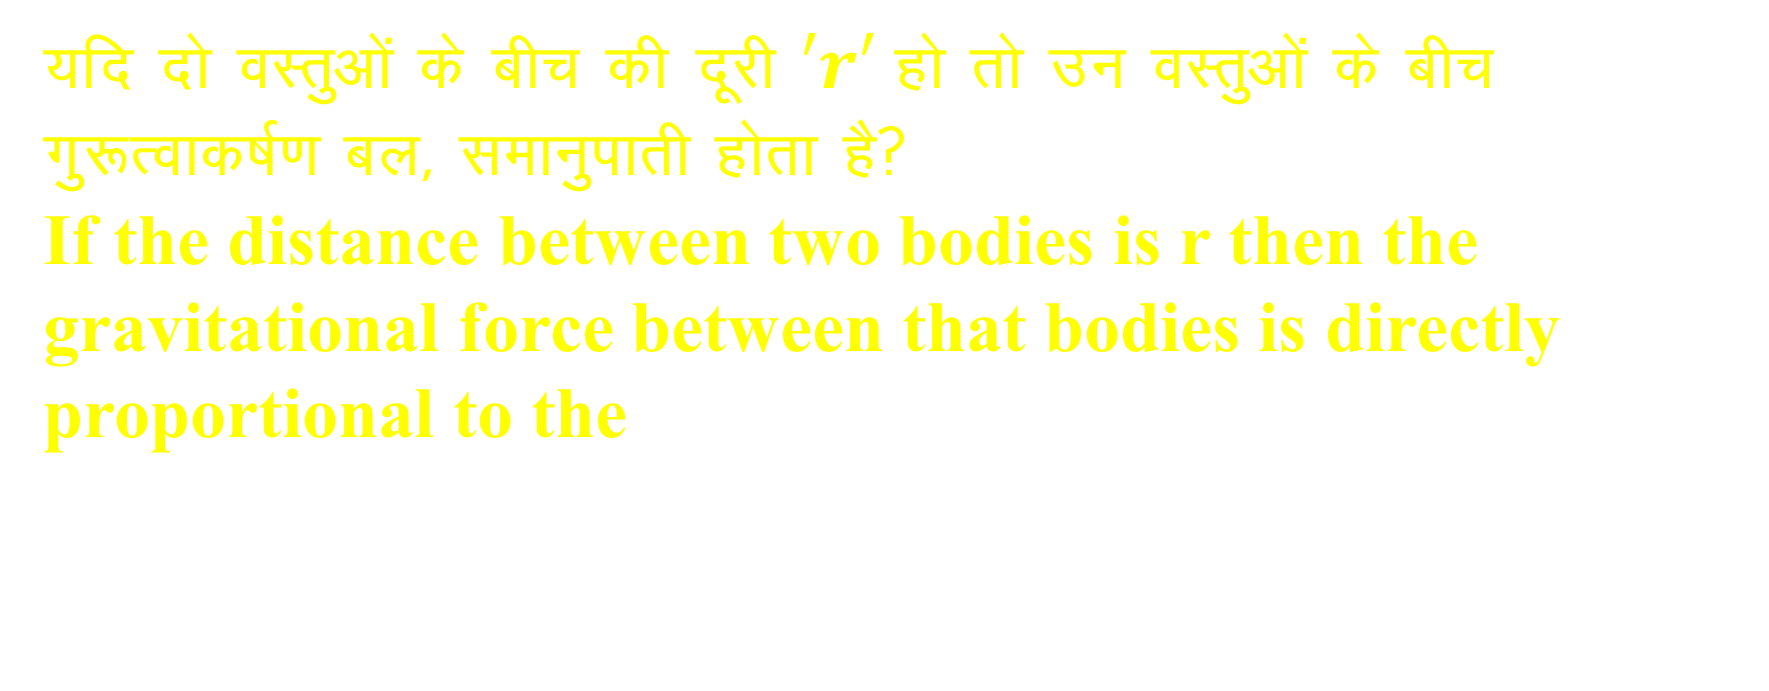 यदि दो वस्तुओं के बीच की दूरी 'r' हो तो उन वस्तुओं के बीच
गुरूत्वाकर्षण बल, समानुपाती होता है?
If the distance between two bodies is r then the
gravitational force between that bodies is directly
proportional to the